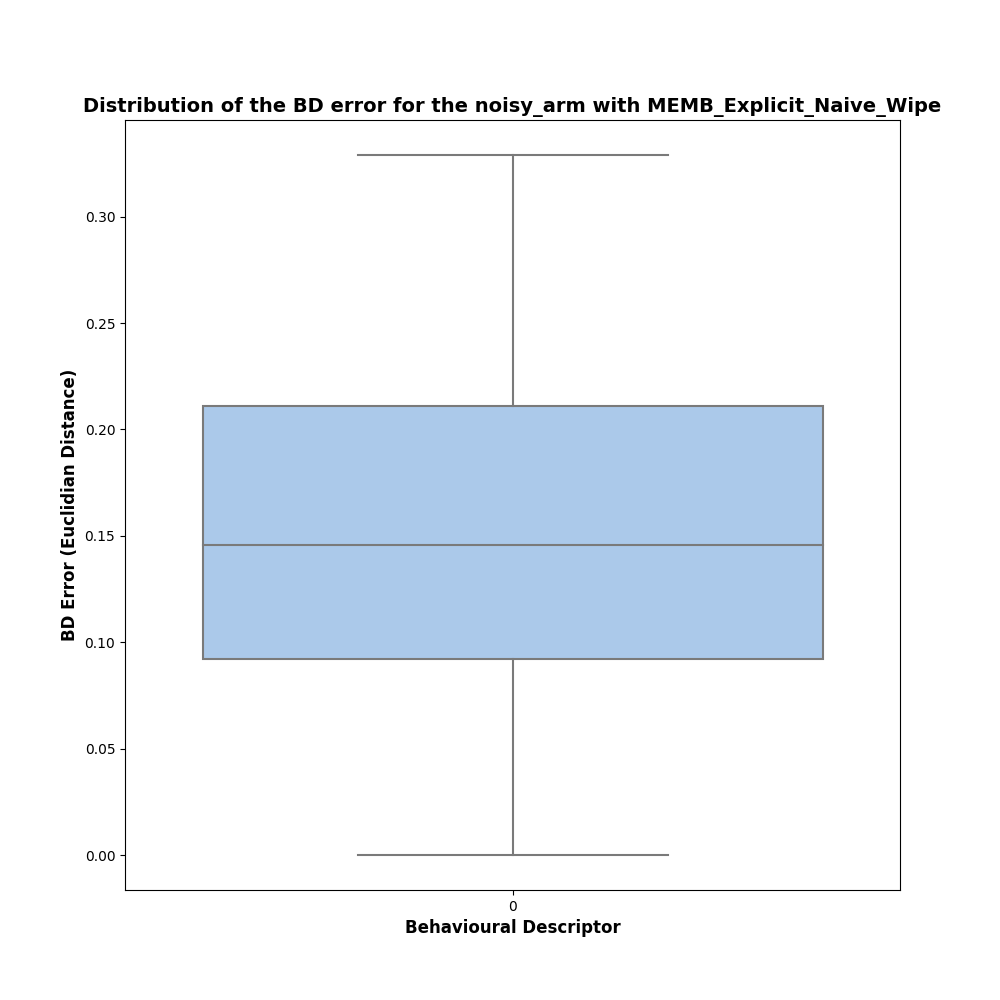 Distribution of the BD error for the noisy_arm with MEMB_Explicit_Naive_Wipe
0.30
0.25
0.20
0.15
0.10
0.05
0.00
BD Error (Euclidian Distance)
0
Behavioural Descriptor